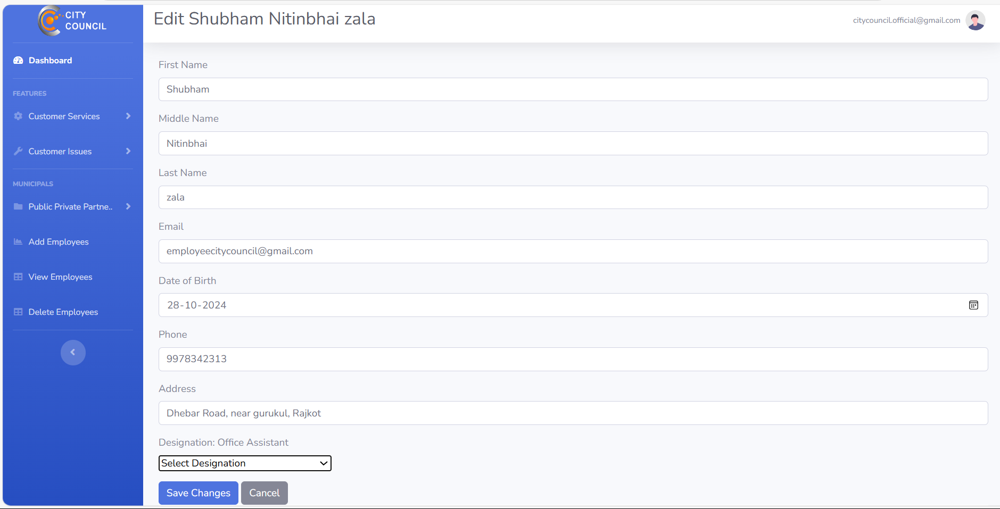 CITY
COUNCIL
Edit Shubham Nitinbhai zala
citycouncil.official@gmail.com
Dashboard
FEATURES
Customer Services
Customer Issues
MUNICIPALS
Public Private Partne..
Add Employees
View Employees
Delete Employees
First Name
Shubham
Middle Name
Nitinbhai
Last Name
zala
Email
employeecitycouncil@gmail.com
Date of Birth
28-10-2024
Phone
9978342313
Address
Dhebar Road, near gurukul, Rajkot
Designation: Office Assistant
Select Designation
Save Changes
Cancel